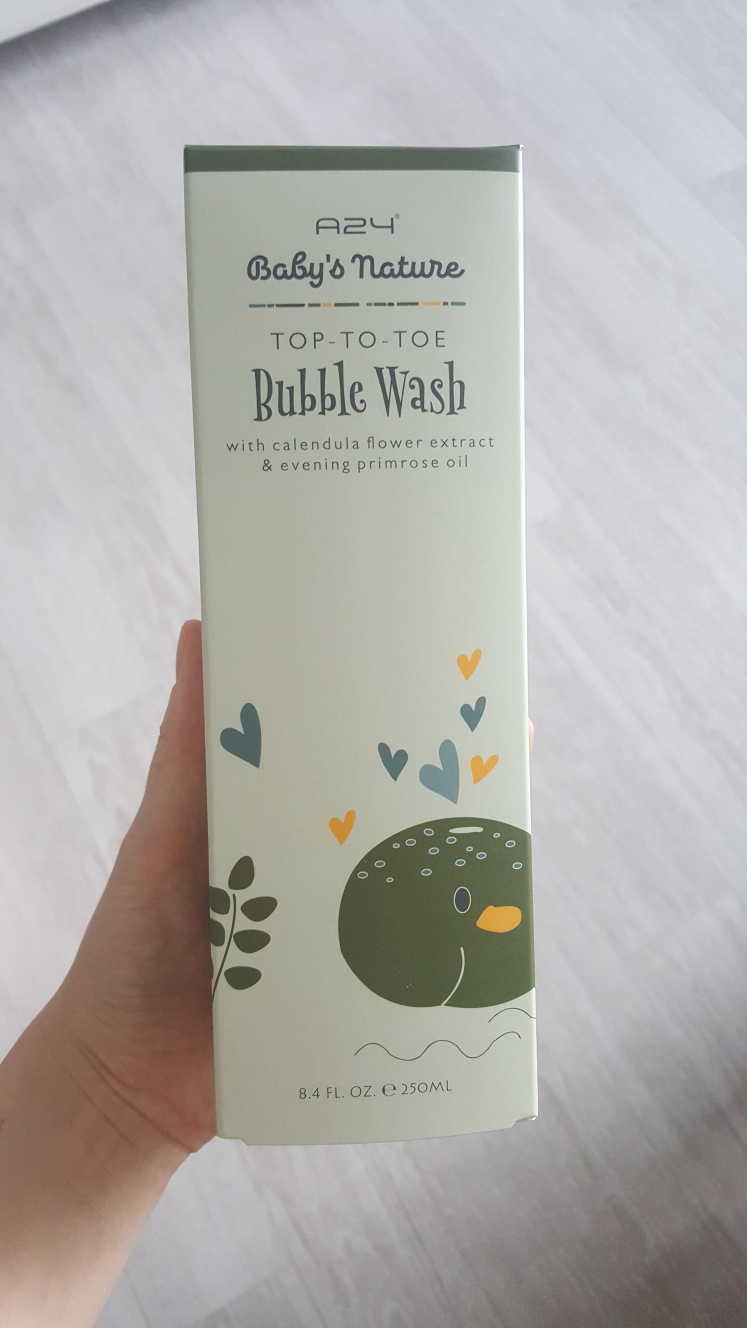 A24®
Baby's Nature
TOP-TO-TOE
Bubble Wash
with calendula flower extract
& evening primrose oil
8.4 FL. OZ. ℮ 250ML